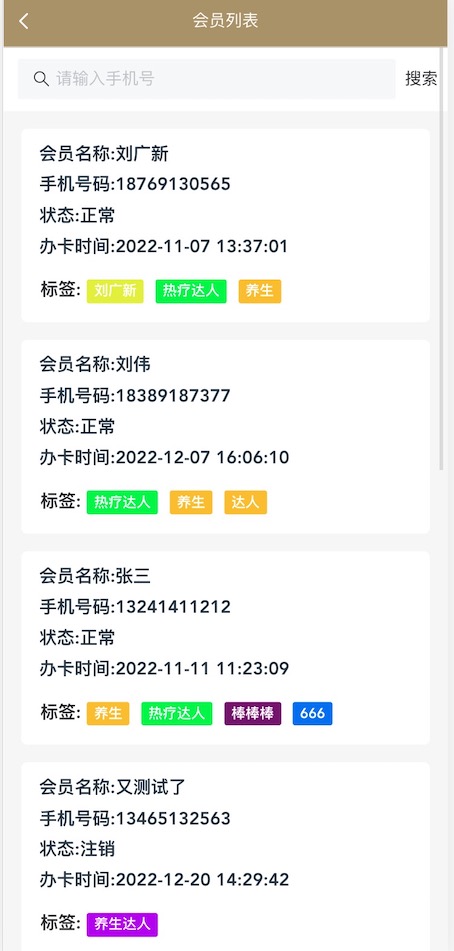 会员列表
请输入手机号 搜索
会员名称:刘广新
手机号码:18769130565
状态:正常
办卡时间:2022-11-07 13:37:01
标签: 刘广新 热疗达人 养生
会员名称:刘伟
手机号码:18389187377
状态:正常
办卡时间:2022-12-07 16:06:10
标签: 热疗达人 养生 达人
会员名称:张三
手机号码:13241411212
状态:正常
办卡时间:2022-11-11 11:23:09
标签: 养生 热疗达人 棒棒棒 666
会员名称:又测试了
手机号码:13465132563
状态:注销
办卡时间:2022-12-20 14:29:42
标签: 养生达人